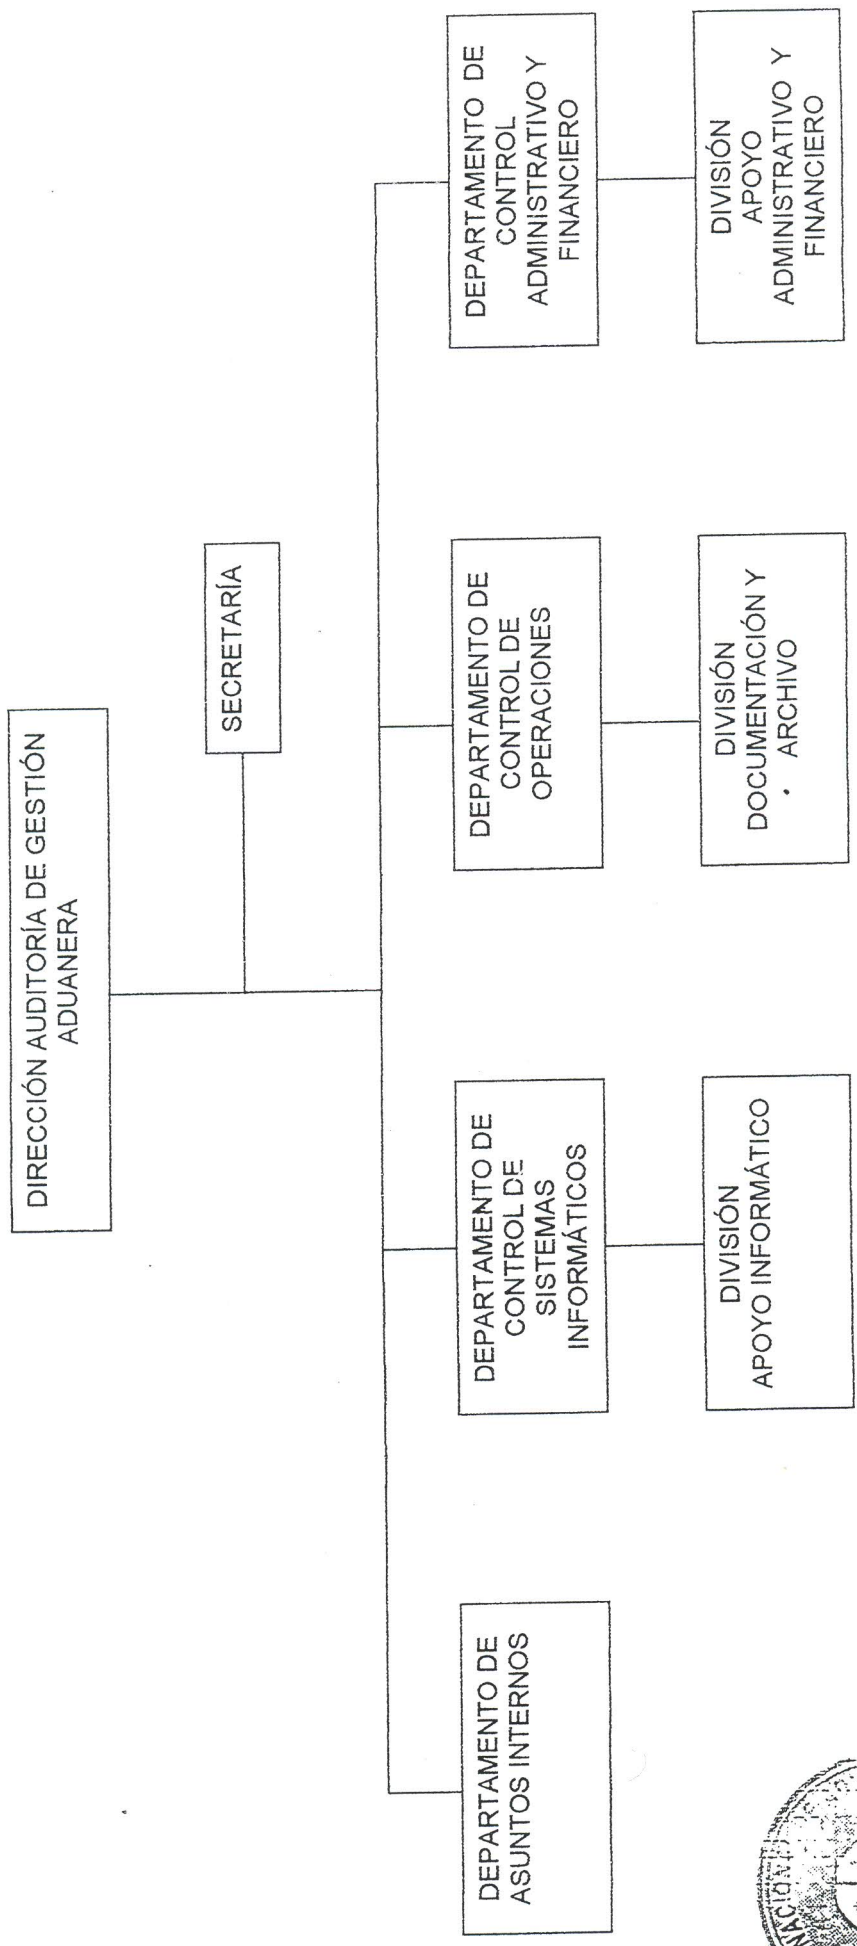 DIRECCIÓN AUDITORÍA DE GESTIÓN
ADUANERA
SECRETARÍA
DEPARTAMENTO DE
ASUNTOS INTERNOS
DEPARTAMENTO DE
CONTROL DE
SISTEMAS
INFORMÁTICOS
DEPARTAMENTO DE
CONTROL DE
OPERACIONES
DEPARTAMENTO DE
CONTROL
ADMINISTRATIVO Y
FINANCIERO
DIVISIÓN
APOYO INFORMÁTICO
DIVISIÓN
DOCUMENTACIÓN Y
ARCHIVO
DIVISIÓN
APOYO
ADMINISTRATIVO Y
FINANCIERO